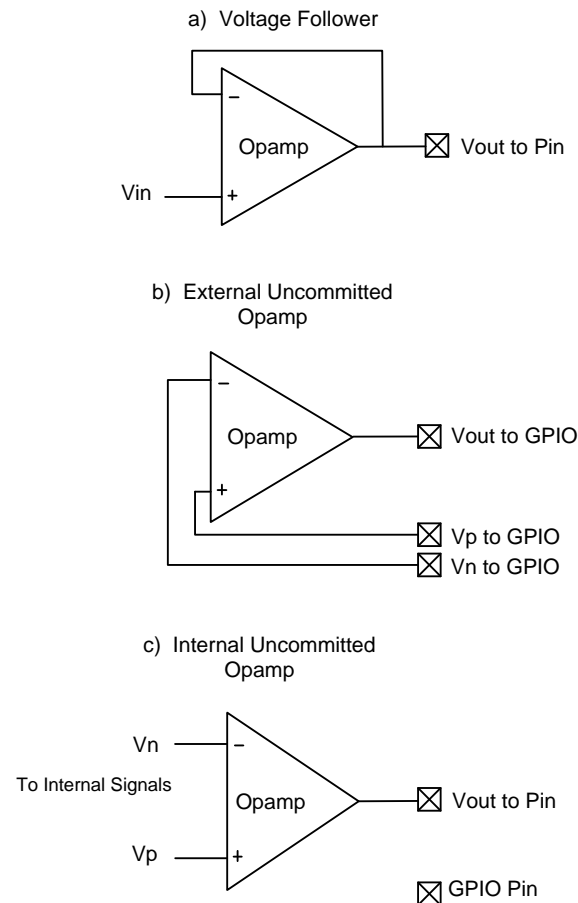 a) Voltage Follower
−
Opamp
Vout to Pin
Vin
+
b) External Uncommitted
Opamp
−
Opamp
Vout to GPIO
+
Vp to GPIO
Vn to GPIO
c) Internal Uncommitted
Opamp
Vn
−
To Internal Signals
Opamp
Vout to Pin
Vp
+
GPIO Pin